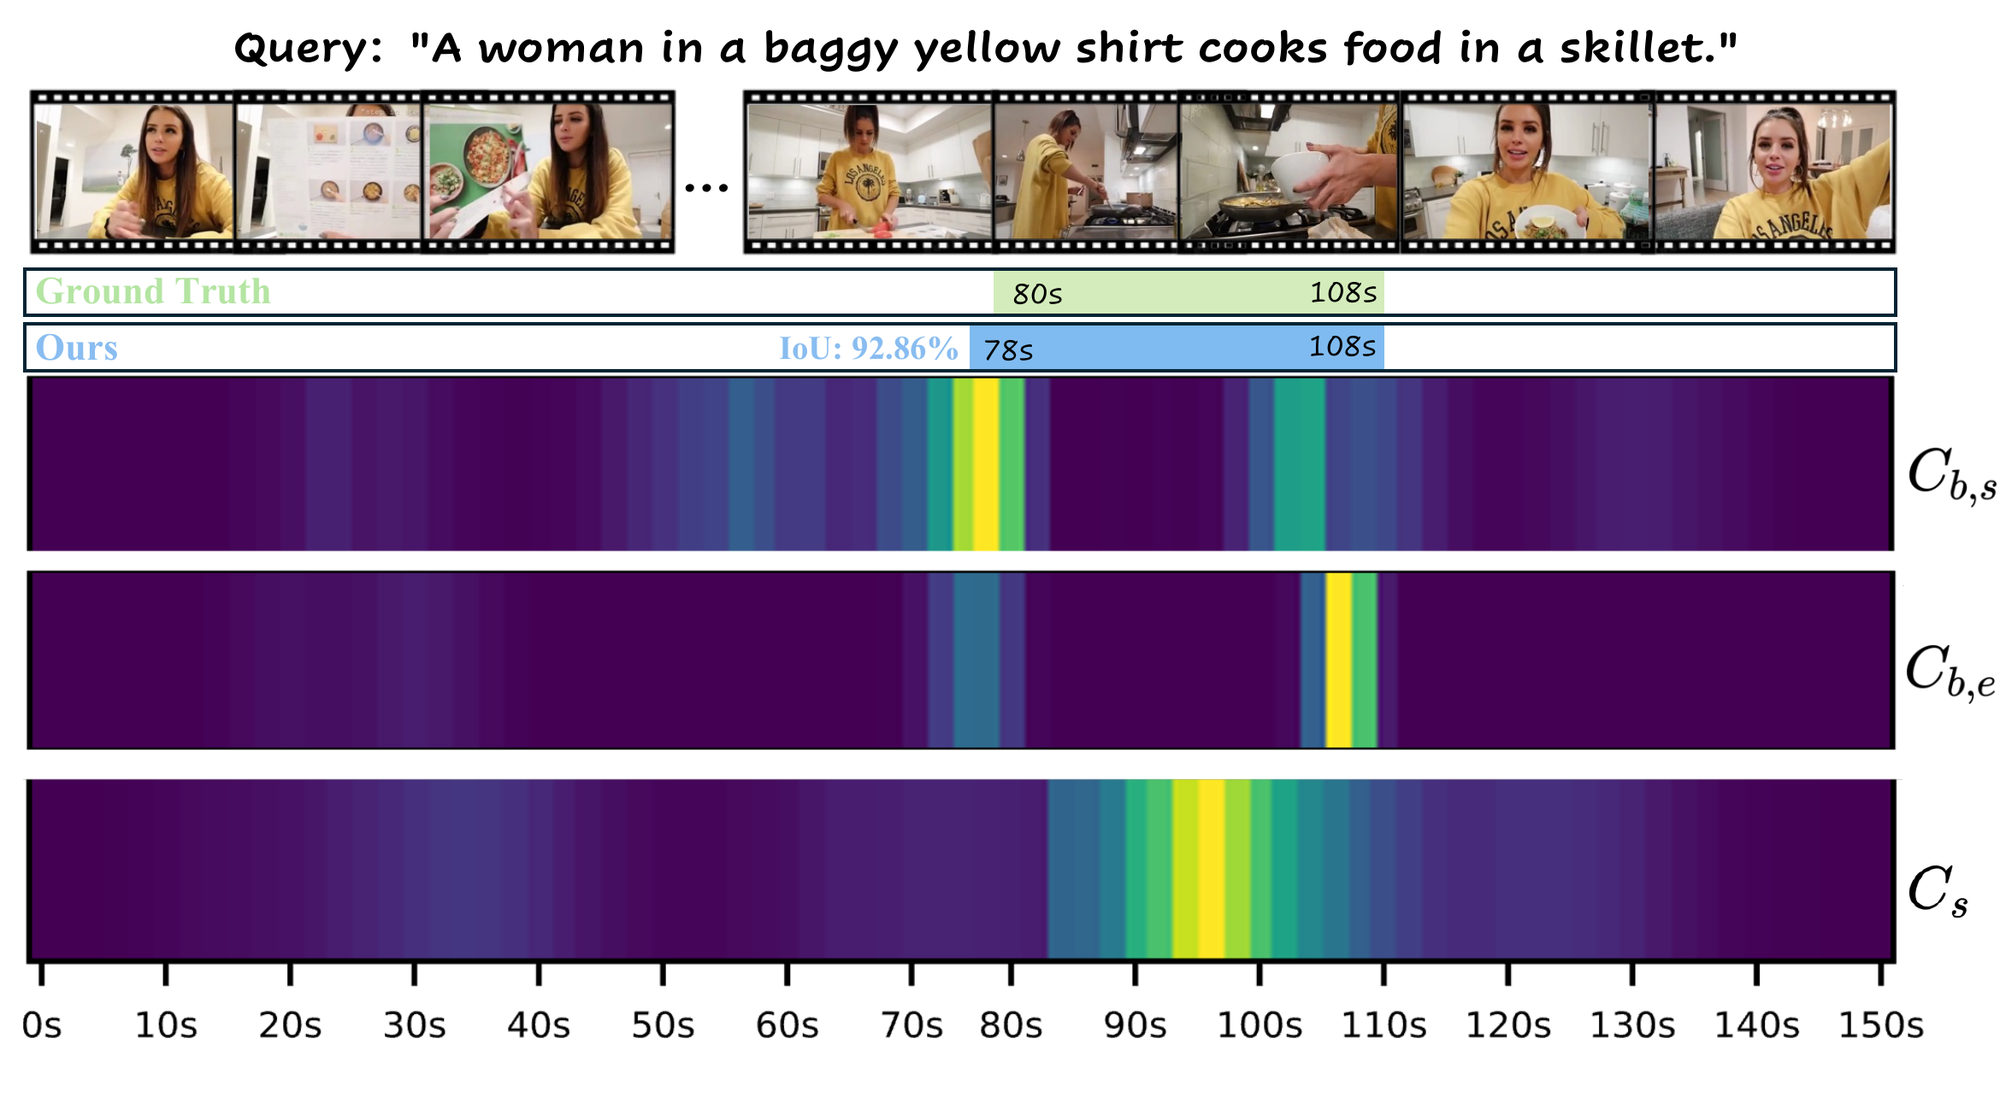 Query: "A woman in a baggy yellow shirt cooks food in a skillet."
LOS ANGELES
...
Ground Truth
80s
108s
Ours
IoU: 92.86%
78s
108s
C_{b,s}
C_{b,e}
C_s
0s 10s 20s 30s 40s 50s 60s 70s 80s 90s 100s 110s 120s 130s 140s 150s